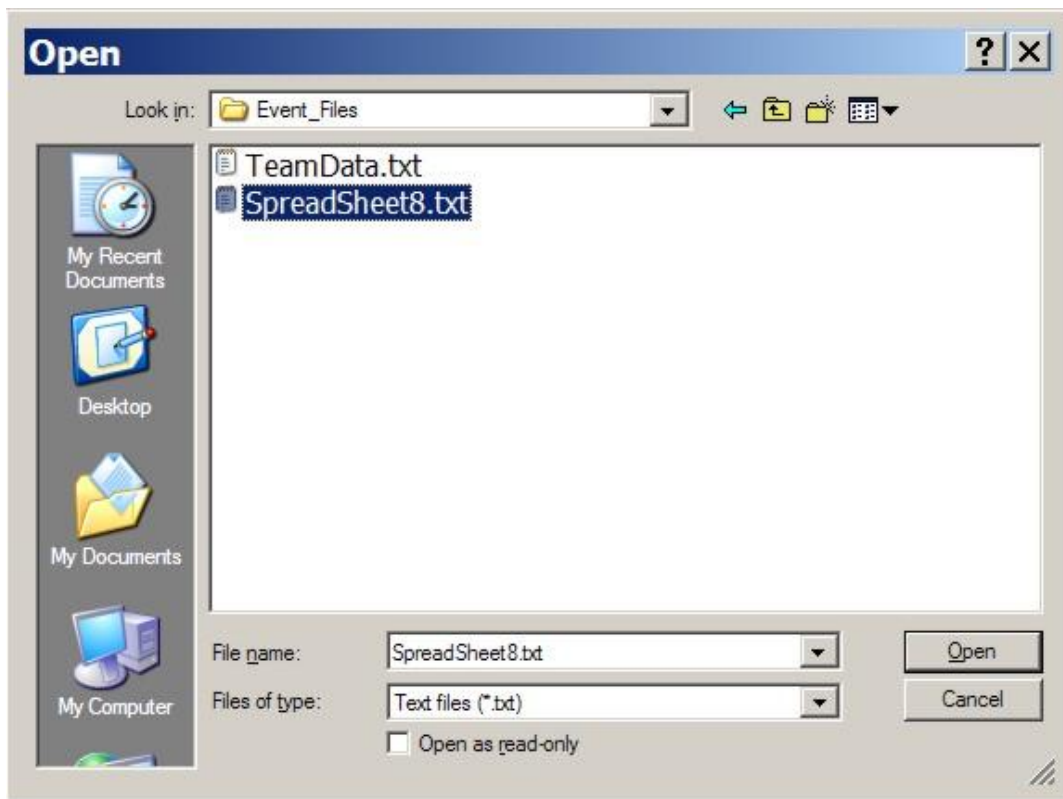 Open
Look in: Event_Files
TeamData.txt
SpreadSheet8.txt
My Recent
Documents
Desktop
My Documents
My Computer
File name: SpreadSheet8.txt Open
Files of type: Text files (*.txt) Cancel
Open as read-only